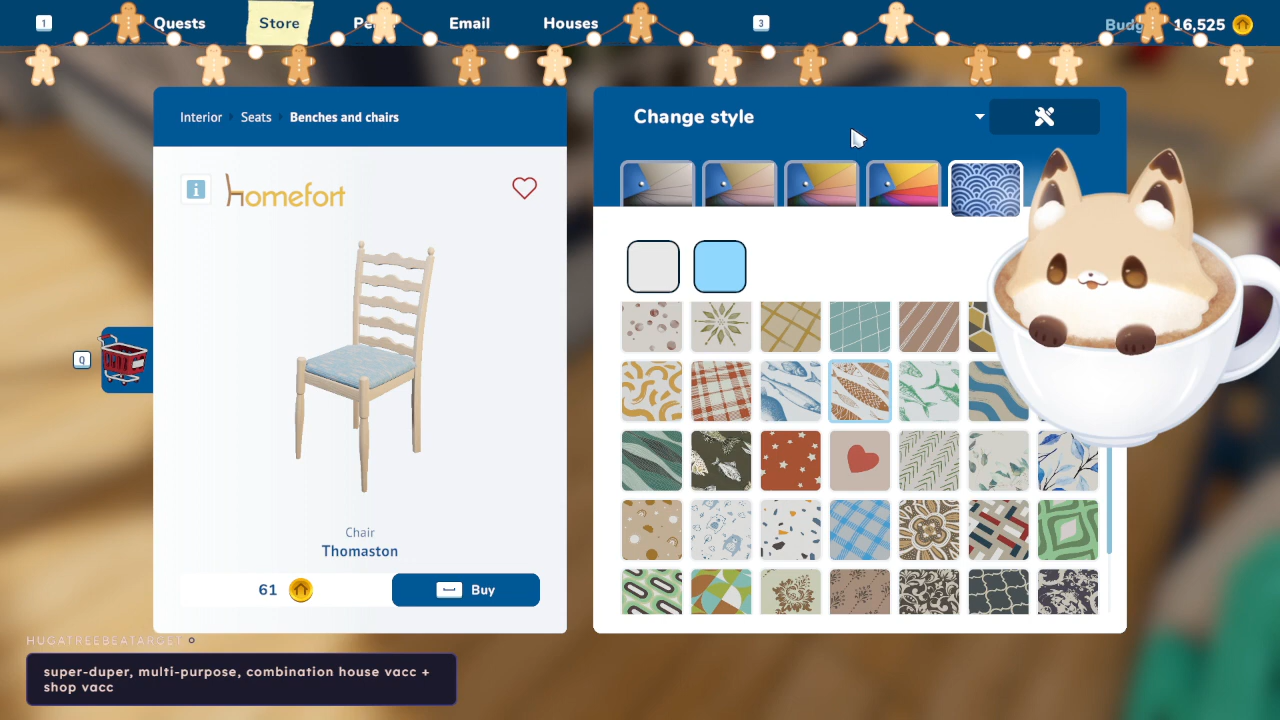 1
Quests
Store
Email
Houses
3
16,525
Interior
Seats
Benches and chairs
Change style
homefort
Q
Chair
Thomaston
61
Buy
HUGATREEBEATARGET
super-duper, multi-purpose, combination house vacc +
shop vacc